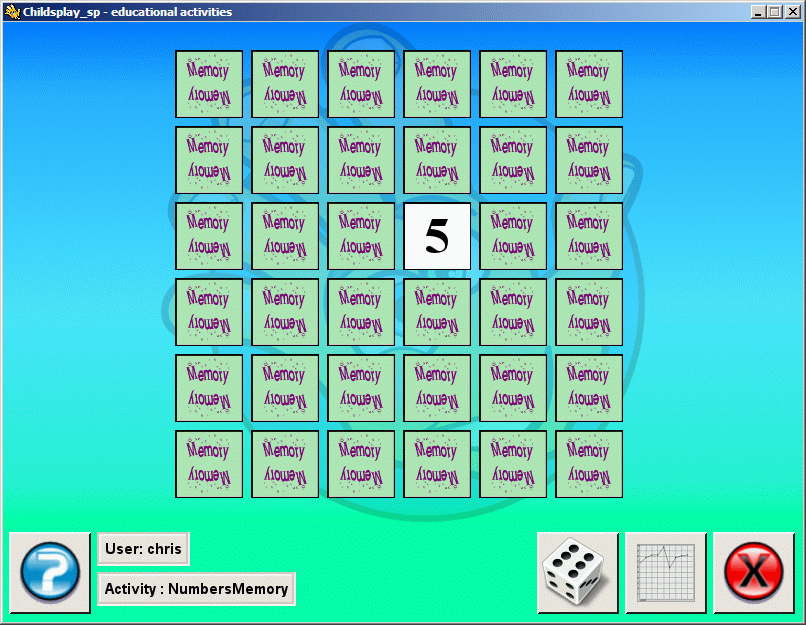 Childsplay_sp - educational activities
Memory Memory Memory Memory Memory Memory
Memory Memory Memory Memory Memory Memory
Memory Memory Memory Memory Memory Memory
Memory Memory Memory Memory Memory Memory
Memory Memory Memory 5 Memory Memory
Memory Memory Memory Memory Memory
Memory Memory Memory Memory Memory Memory
Memory Memory Memory Memory Memory Memory
Memory Memory Memory Memory Memory Memory
Memory Memory Memory Memory Memory Memory
Memory Memory Memory Memory Memory Memory
Memory Memory Memory Memory Memory Memory
?
User: chris
Activity : NumbersMemory
X